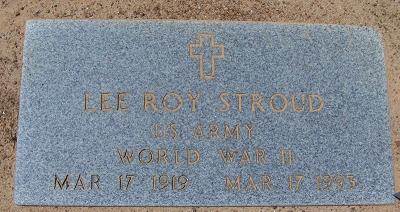 LEE ROY STROUD
US ARMY
WORLD WAR II
MAR 17 1919 MAR 17 1993